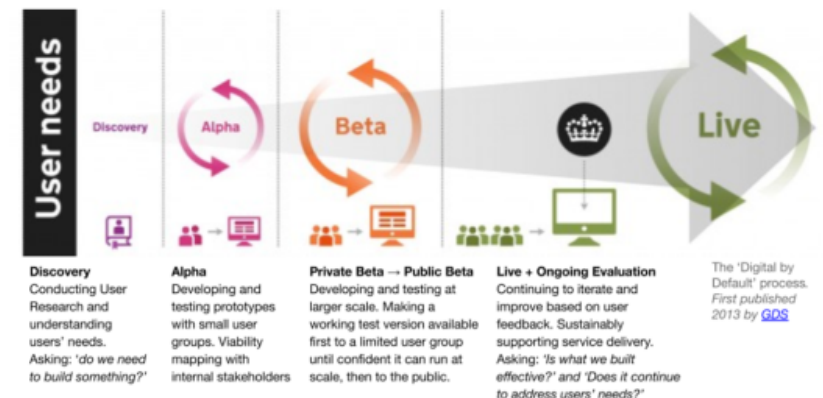 User needs
Discovery
Alpha
Beta
Live
Discovery
Conducting User
Research and
understanding
users' needs.
Asking: 'do we need
to build something?'
Alpha
Developing and
testing prototypes
with small user
groups. Viability
mapping with
internal stakeholders
Private Beta → Public Beta
Developing and testing at
larger scale. Making a
working test version available
first to a limited user group
until confident it can run at
scale, then to the public.
Live + Ongoing Evaluation
Continuing to iterate and
improve based on user
feedback. Sustainably
supporting service delivery.
Asking: 'Is what we built
effective?' and 'Does it continue
to address users' needs?'
The 'Digital by
Default' process.
First published
2013 by GDS